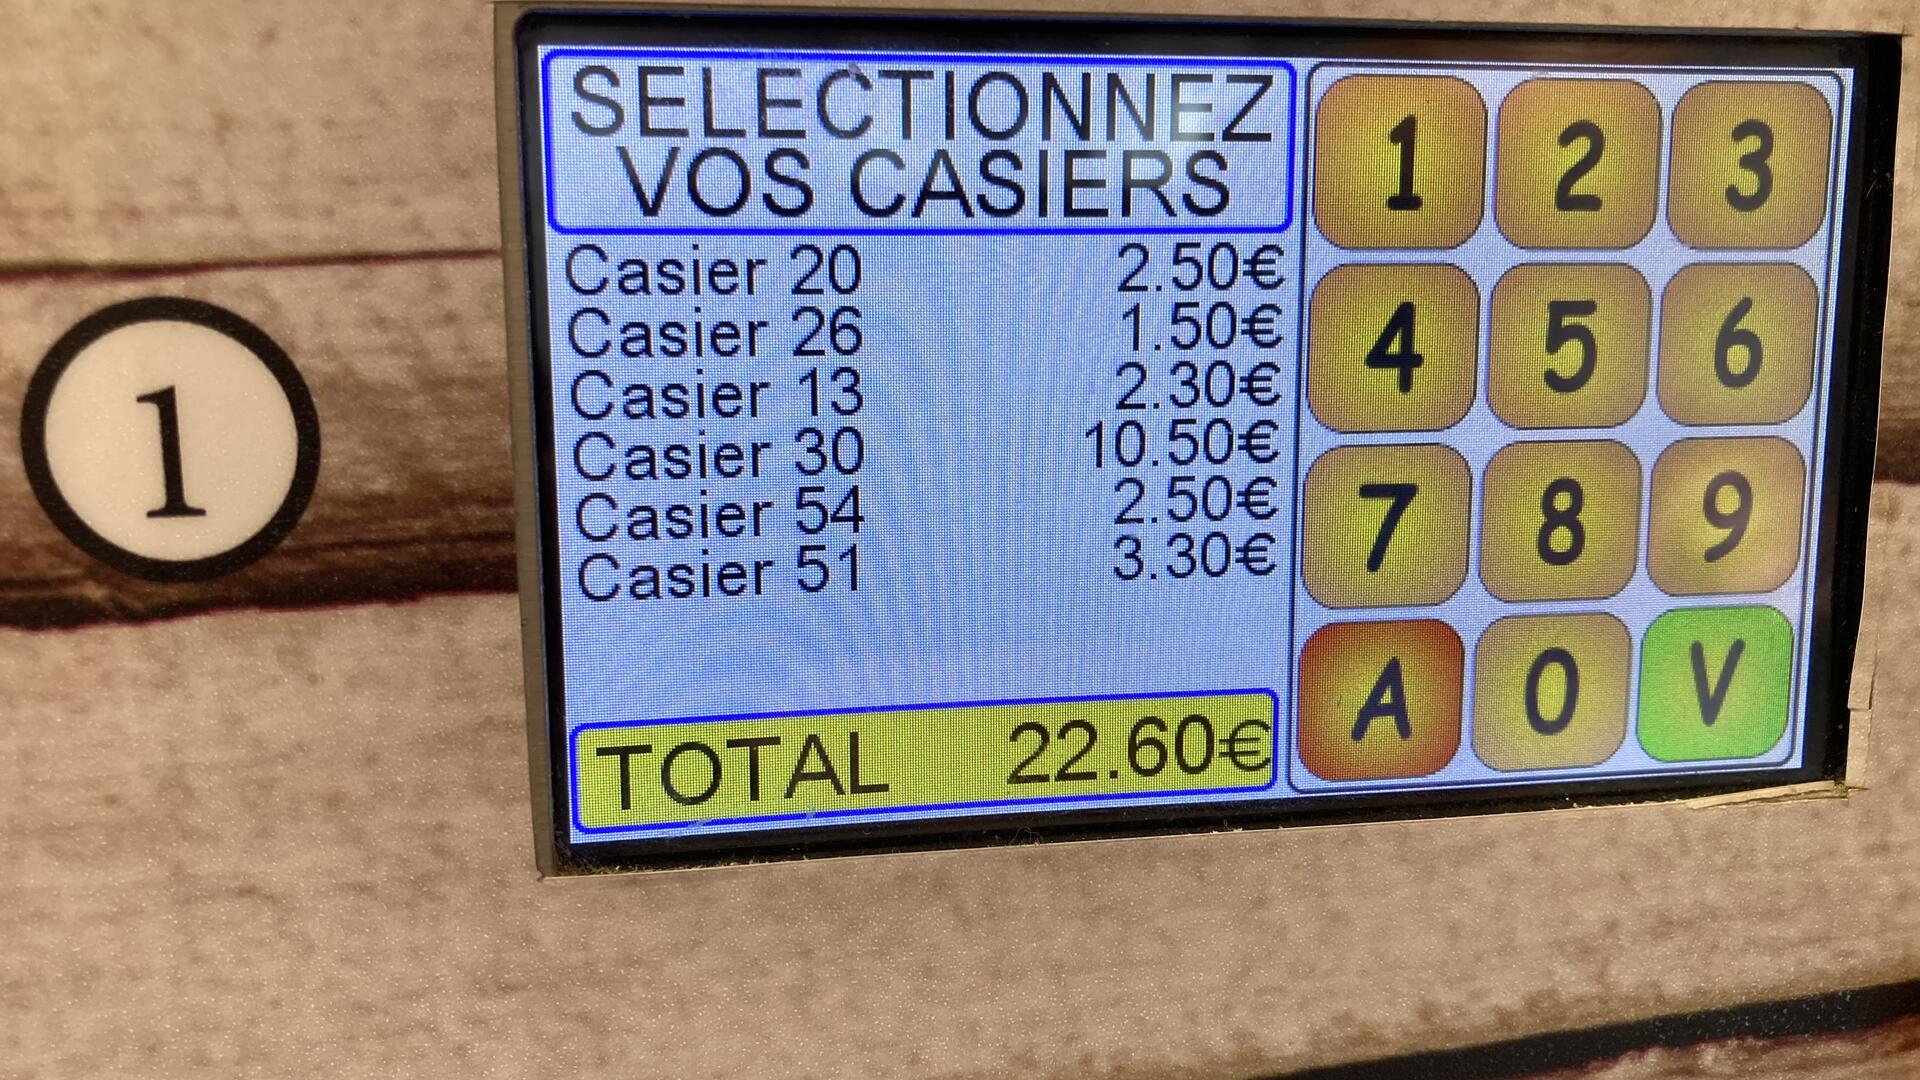 1
SELECTIONNEZ
VOS CASIERS
Casier 20 2.50€
Casier 26 1.50€
Casier 13 2.30€
Casier 30 10.50€
Casier 54 2.50€
Casier 51 3.30€
TOTAL 22.60€
1 2 3
4 5 6
7 8 9
A 0 V